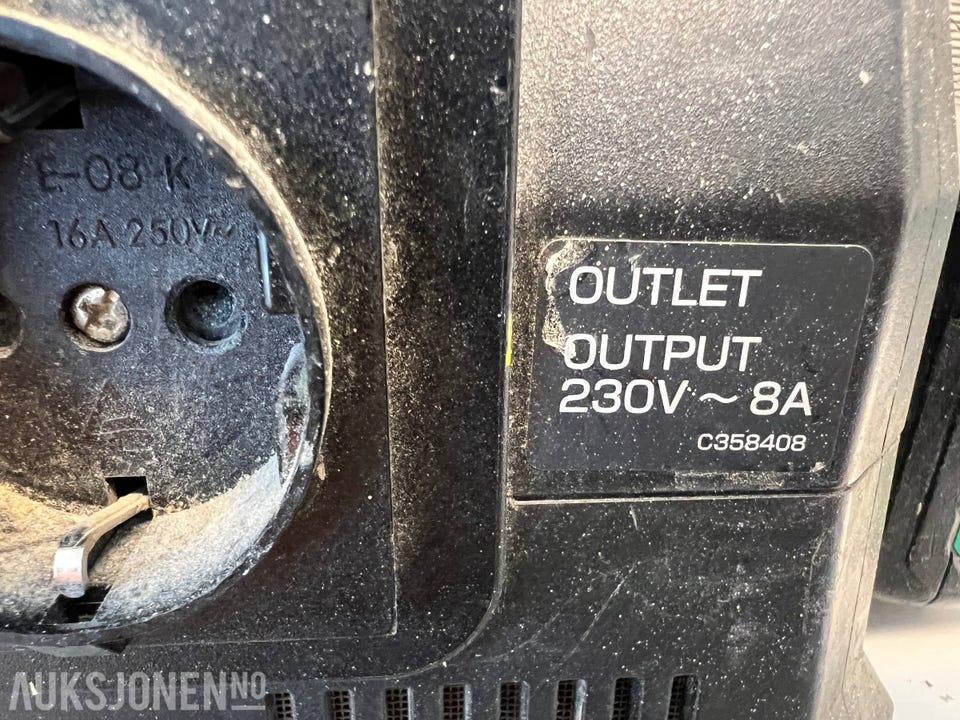 E-08 K
16A 250V~
OUTLET
OUTPUT
230V ~ 8A
C358408
AUKSJONEN NO